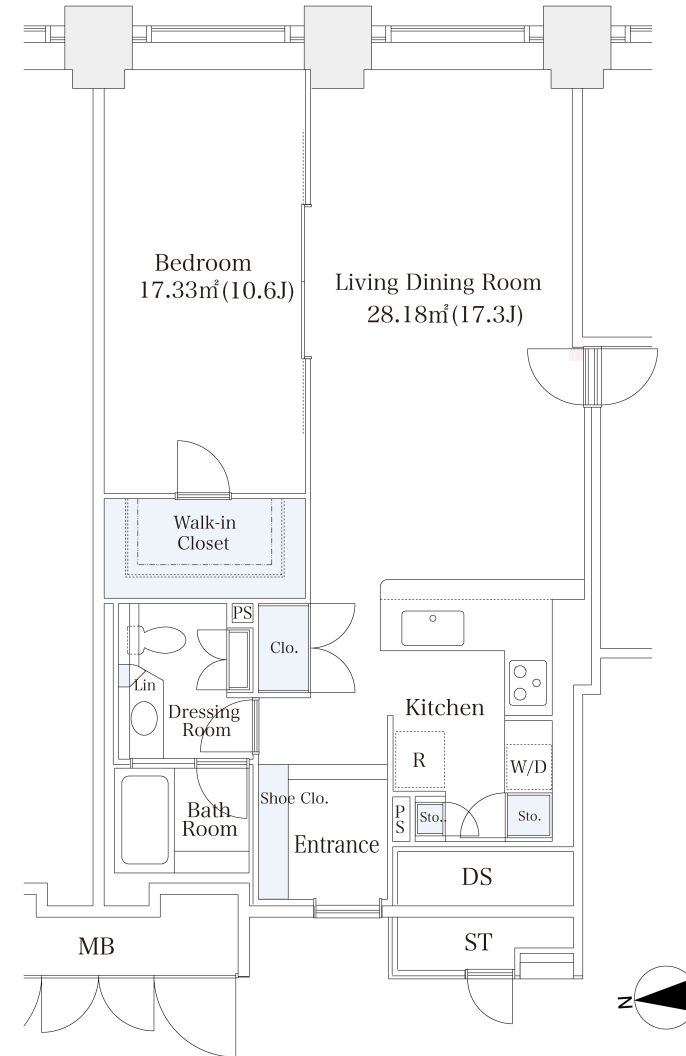 Bedroom
17.33㎡(10.6J)
Living Dining Room
28.18㎡(17.3J)
Walk-in
Closet
PS
Clo.
Lin
Dressing
Room
Kitchen
R
W/D
Shoe Clo.
Bath
Room
P
S
Sto..
Sto.
Entrance
DS
MB
ST
N